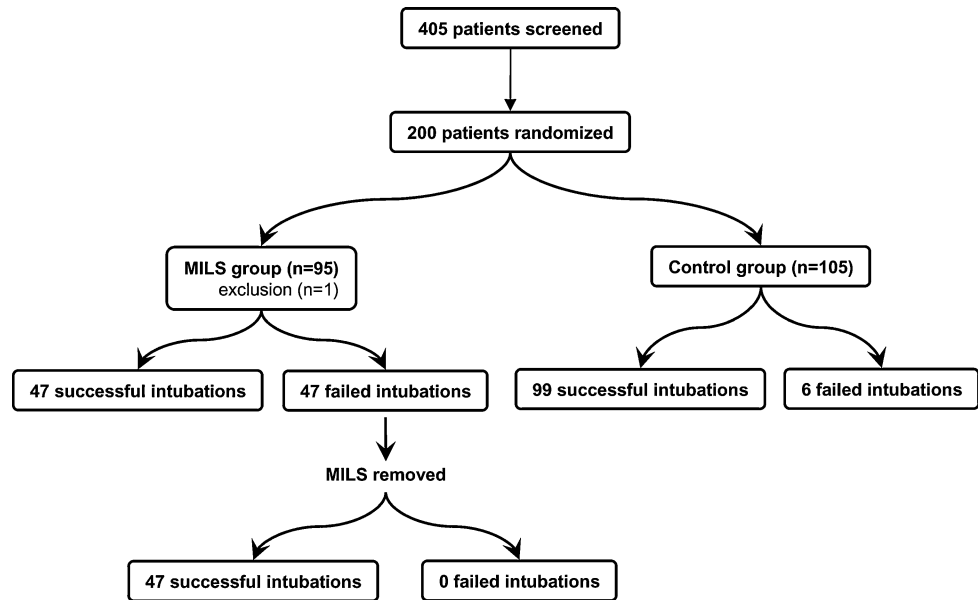 405 patients screened
200 patients randomized
MILS group (n=95)
exclusion (n=1)
Control group (n=105)
47 successful intubations
47 failed intubations
99 successful intubations
6 failed intubations
MILS removed
47 successful intubations
0 failed intubations